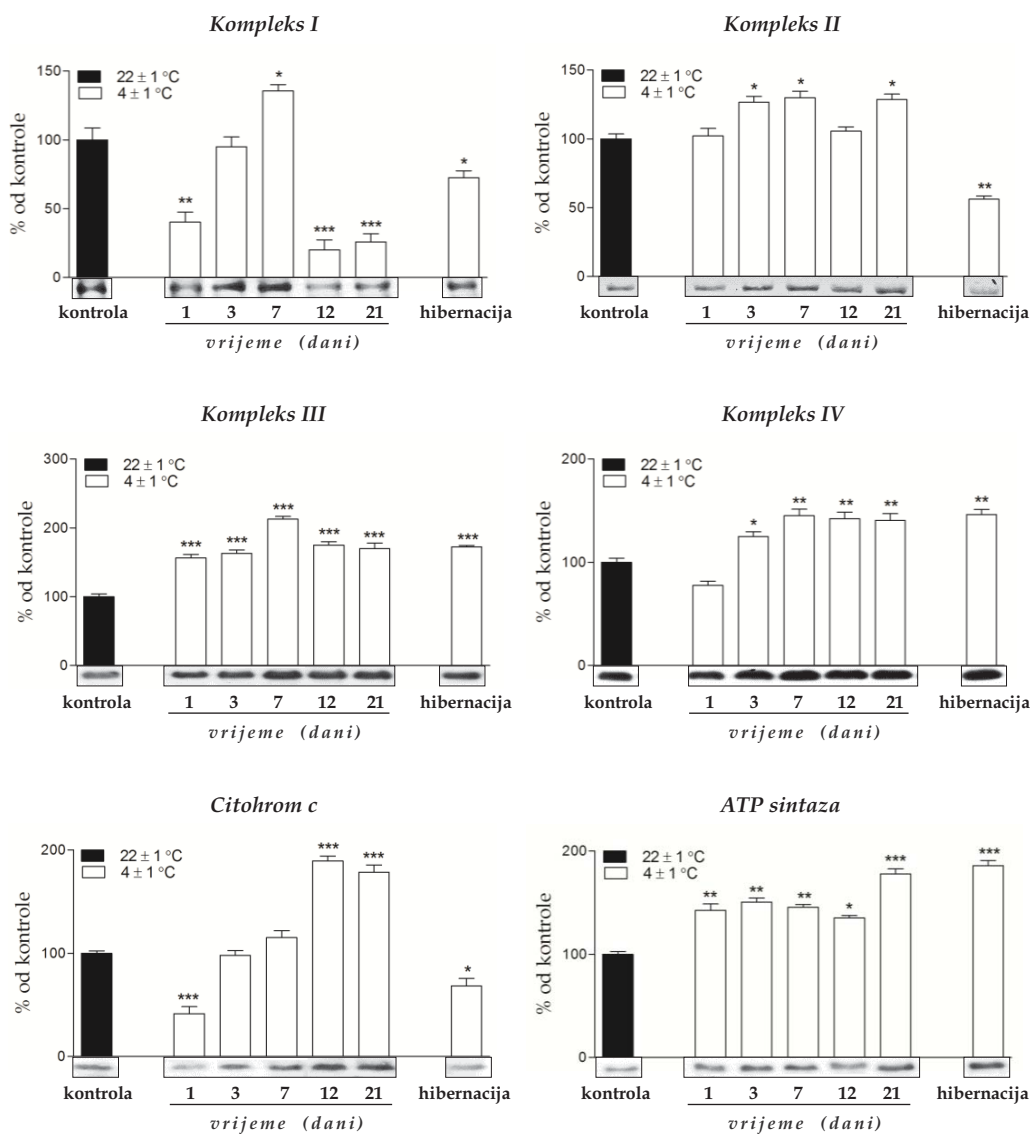 Kompleks I
22 ± 1 °C
4 ± 1 °C
% od kontrole
150
100
50
0
** * *** *** *
kontrola 1 3 7 12 21 hibernacija
vrijeme (dani)
Kompleks II
22 ± 1 °C
4 ± 1 °C
% od kontrole
150
100
50
0
* * * **
kontrola 1 3 7 12 21 hibernacija
vrijeme (dani)
Kompleks III
22 ± 1 °C
4 ± 1 °C
% od kontrole
300
200
100
0
*** *** *** *** *** ***
kontrola 1 3 7 12 21 hibernacija
vrijeme (dani)
Kompleks IV
22 ± 1 °C
4 ± 1 °C
% od kontrole
200
100
0
* ** ** ** **
kontrola 1 3 7 12 21 hibernacija
vrijeme (dani)
Citohrom c
22 ± 1 °C
4 ± 1 °C
% od kontrole
200
100
0
*** *** *** *
kontrola 1 3 7 12 21 hibernacija
vrijeme (dani)
ATP sintaza
22 ± 1 °C
4 ± 1 °C
% od kontrole
200
100
0
** ** ** * *** ***
kontrola 1 3 7 12 21 hibernacija
vrijeme (dani)